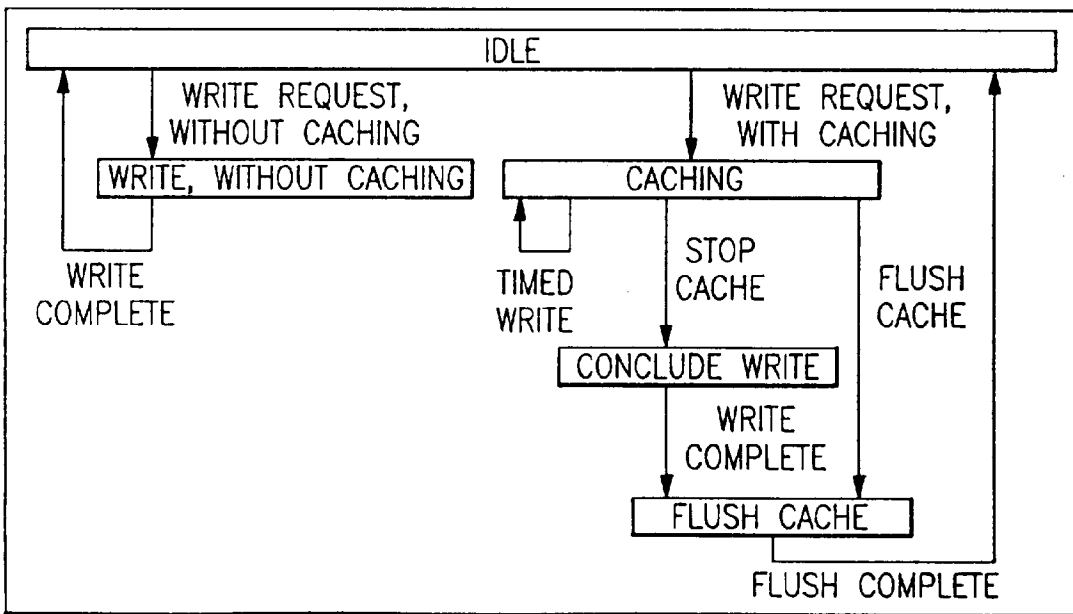 IDLE
WRITE REQUEST,
WITHOUT CACHING
WRITE REQUEST,
WITH CACHING
WRITE, WITHOUT CACHING
CACHING
WRITE
COMPLETE
TIMED
WRITE
STOP
CACHE
FLUSH
CACHE
CONCLUDE WRITE
WRITE
COMPLETE
FLUSH CACHE
FLUSH COMPLETE